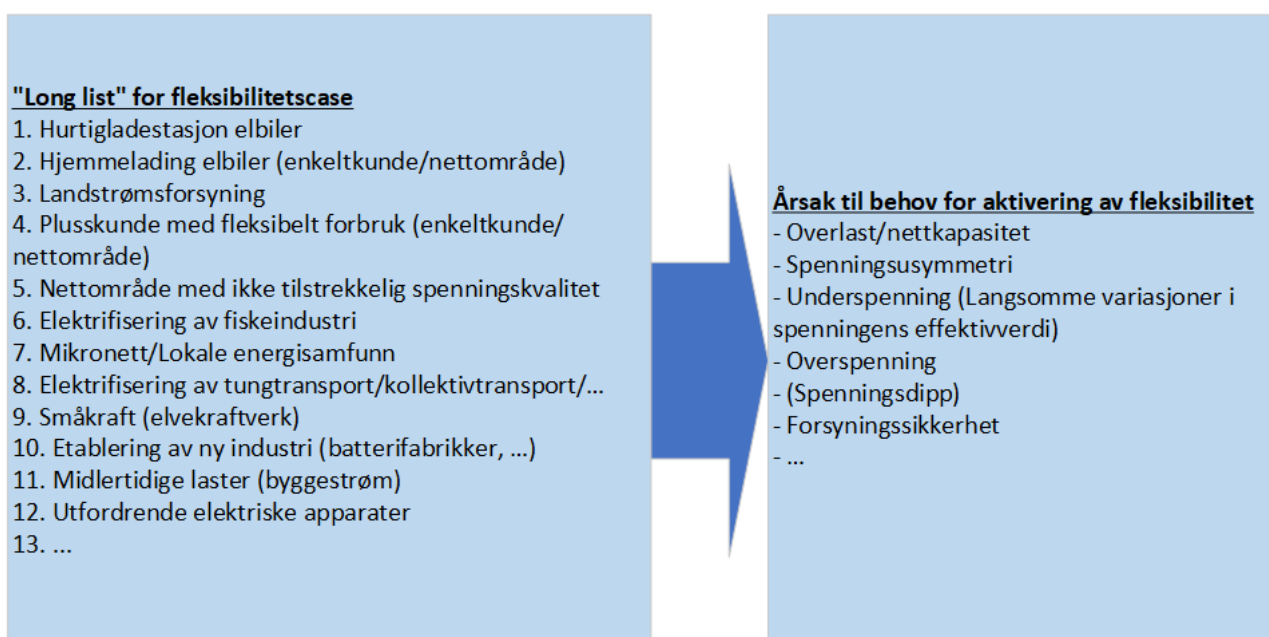 "Long list" for fleksibilitetscase
1. Hurtigladestasjon elbiler
2. Hjemmelading elbiler (enkeltkunde/nettområde)
3. Landstrømsforsyning
4. Plusskunde med fleksibelt forbruk (enkeltkunde/
nettområde)
5. Nettområde med ikke tilstrekkelig spenningskvalitet
6. Elektrifisering av fiskeindustri
7. Mikronett/Lokale energisamfunn
8. Elektrifisering av tungtransport/kollektivtransport/...
9. Småkraft (elvekraftverk)
10. Etablering av ny industri (batterifabrikker, ...)
11. Midlertidige laster (byggestrøm)
12. Utfordrende elektriske apparater
13. ...
Årsak til behov for aktivering av fleksibilitet
- Overlast/nettkapasitet
- Spenningsusymmetri
- Underspenning (Langsomme variasjoner i
spenningens effektivverdi)
- Overspenning
- (Spenningsdipp)
- Forsyningssikkerhet
- ...